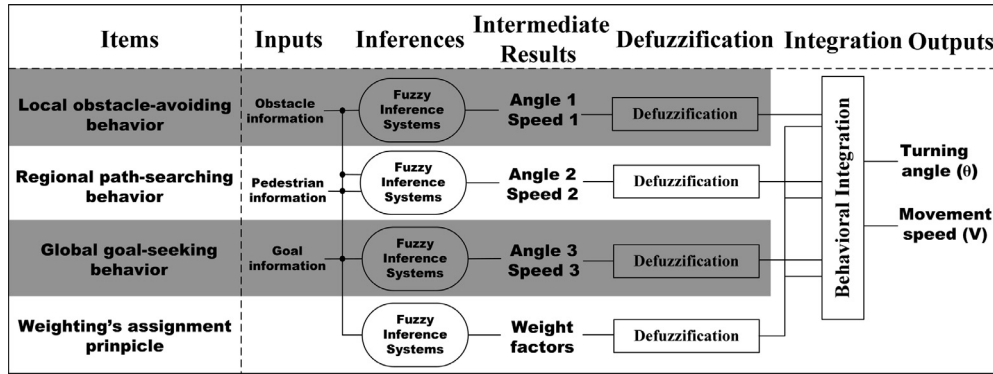 Items
Inputs
Inferences
Intermediate
Results
Defuzzification
Integration
Outputs
Local obstacle-avoiding
behavior
Obstacle
information
Fuzzy
Inference
Systems
Angle 1
Speed 1
Defuzzification
Regional path-searching
behavior
Pedestrian
information
Fuzzy
Inference
Systems
Angle 2
Speed 2
Defuzzification
Global goal-seeking
behavior
Goal
information
Fuzzy
Inference Systems
Angle 3
Speed 3
Defuzzification
Weighting's assignment
prinpicle
Fuzzy
Inference
Systems
Weight
factors
Defuzzification
Behavioral Integration
Turning
angle (θ)
Movement
speed (V)